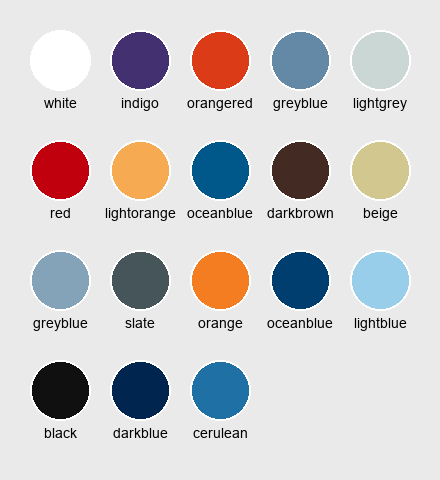 white indigo orangered greyblue lightgrey
red lightorange oceanblue darkbrown beige
greyblue slate orange oceanblue lightblue
black darkblue cerulean